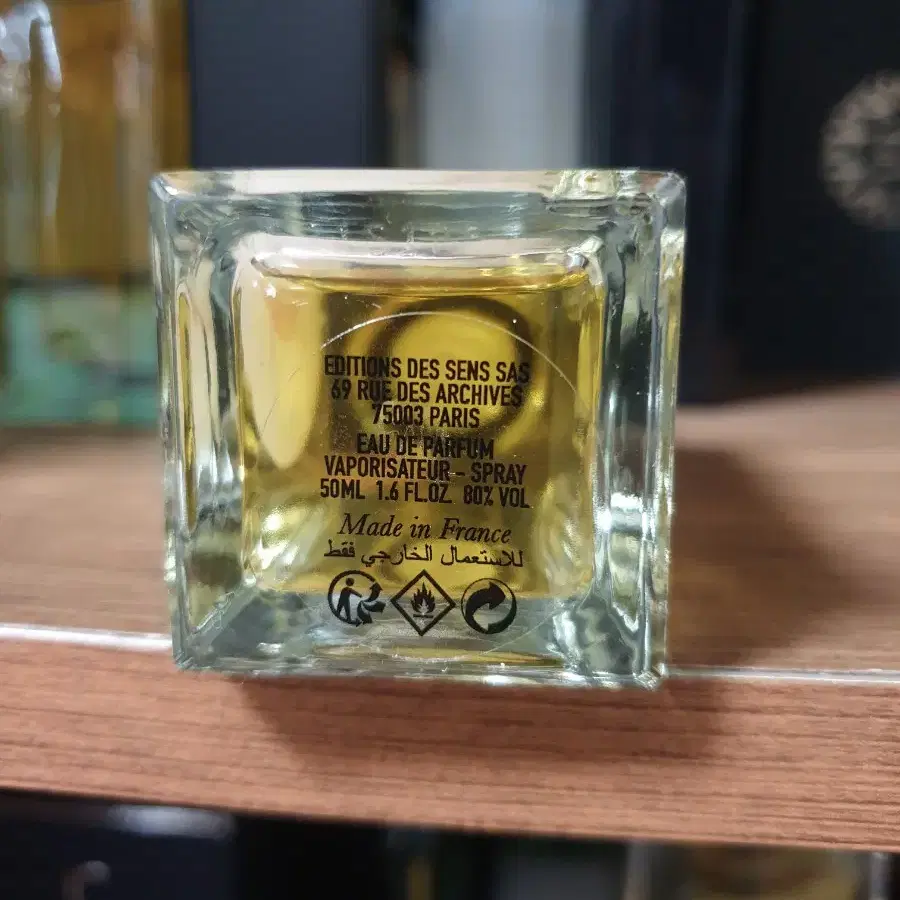 EDITIONS DES SENS SAS
69 RUE DES ARCHIVES
75003 PARIS
EAU DE PARFUM
VAPORISATEUR - SPRAY
50ML 1.6 FL.OZ. 80% VOL
Made in France
للاستعمال الخارجي فقط